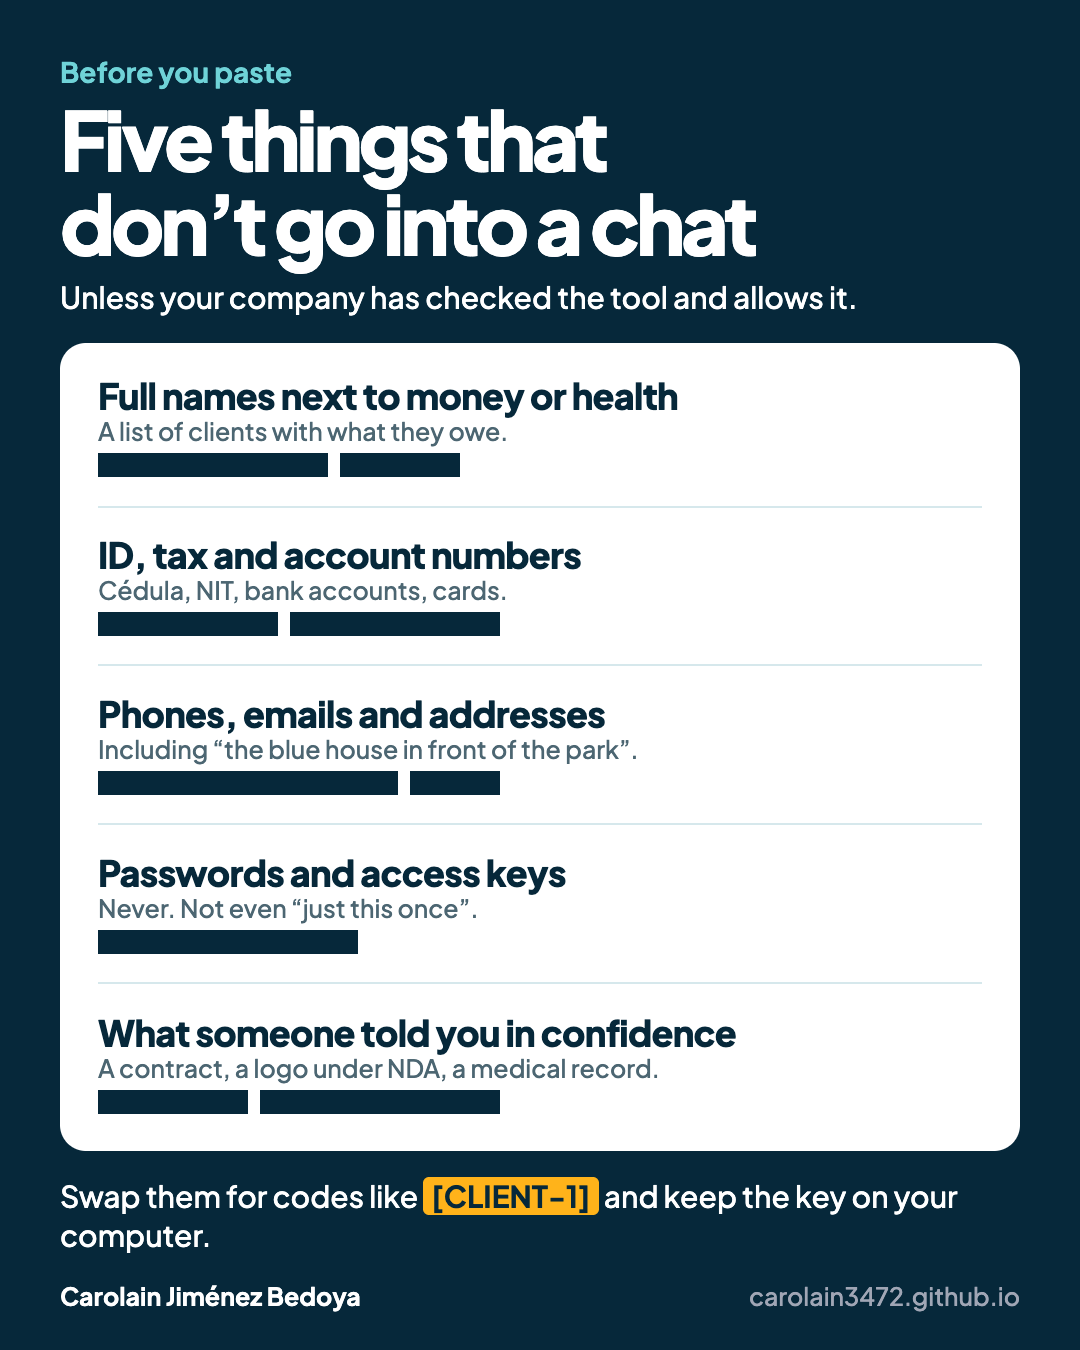 Before you paste
Five things that
don’t go into a chat
Unless your company has checked the tool and allows it.
Full names next to money or health
A list of clients with what they owe.
ID, tax and account numbers
Cédula, NIT, bank accounts, cards.
Phones, emails and addresses
Including “the blue house in front of the park”.
Passwords and access keys
Never. Not even “just this once”.
What someone told you in confidence
A contract, a logo under NDA, a medical record.
Swap them for codes like [CLIENT-1] and keep the key on your
computer.
Carolain Jiménez Bedoya
carolain3472.github.io